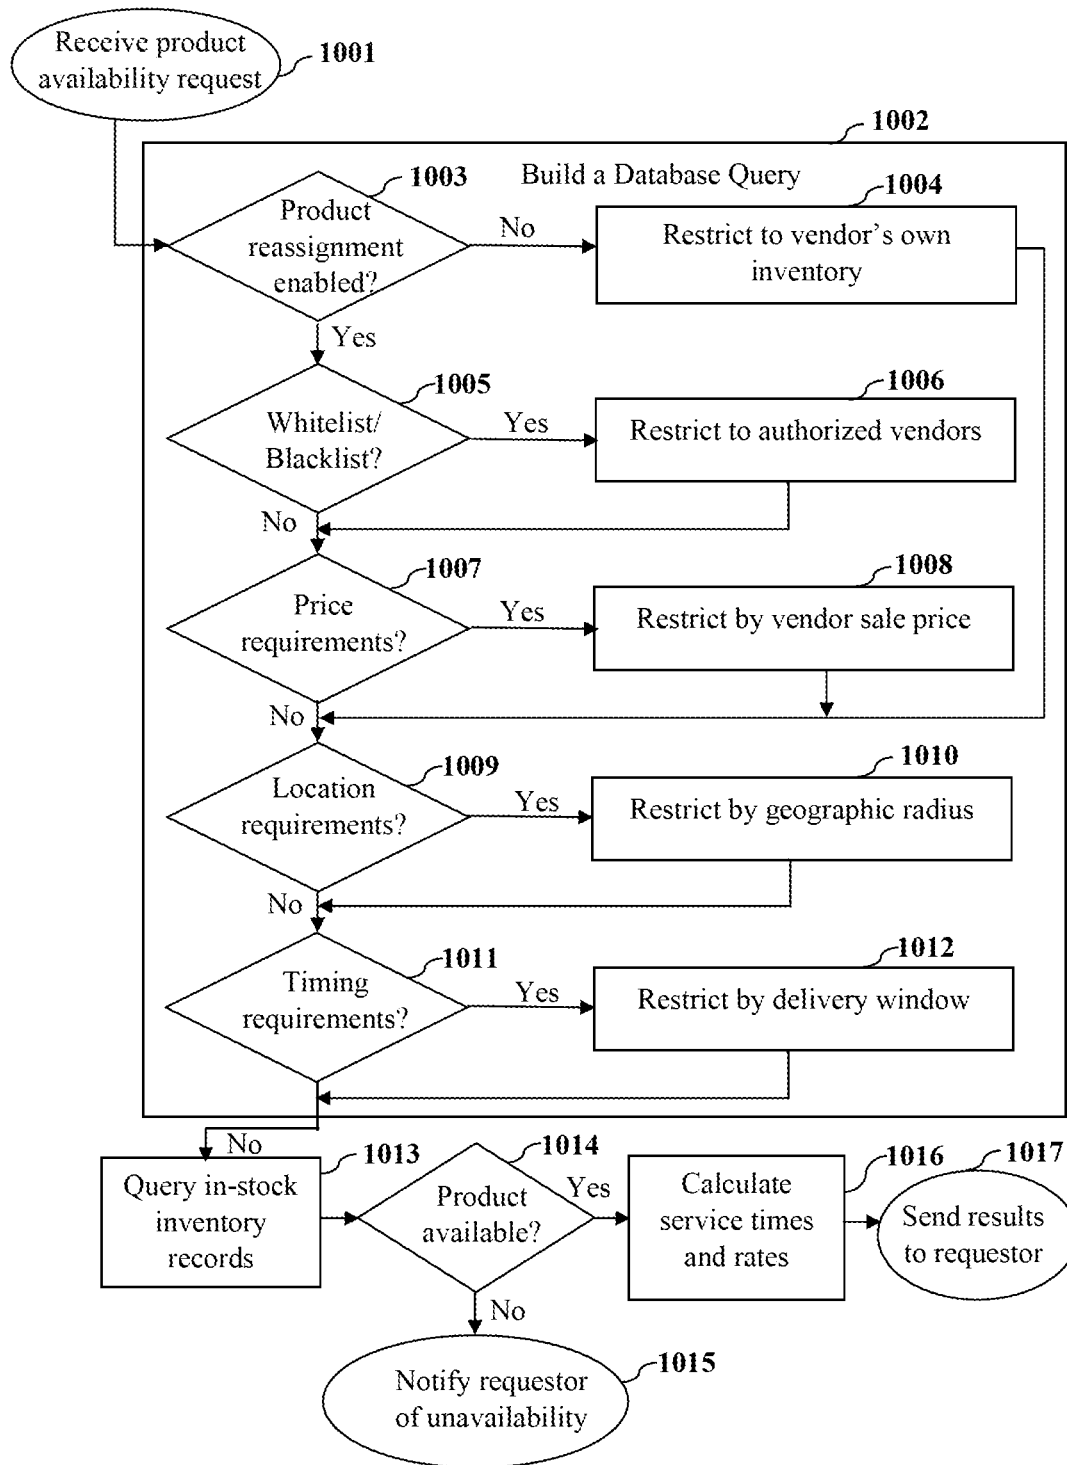 Receive product
availability request
1001
1002
Build a Database Query
1003
Product
reassignment
enabled?
No
1004
Restrict to vendor's own
inventory
Yes
1005
Whitelist/
Blacklist?
Yes
1006
Restrict to authorized vendors
No
1007
Price
requirements?
Yes
1008
Restrict by vendor sale price
No
1009
Location
requirements?
Yes
1010
Restrict by geographic radius
No
1011
Timing
requirements?
Yes
1012
Restrict by delivery window
No
1013
Query in-stock
inventory
records
1014
Product
available?
Yes
1016
Calculate
service times
and rates
1017
Send results
to requestor
No
1015
Notify requestor
of unavailability